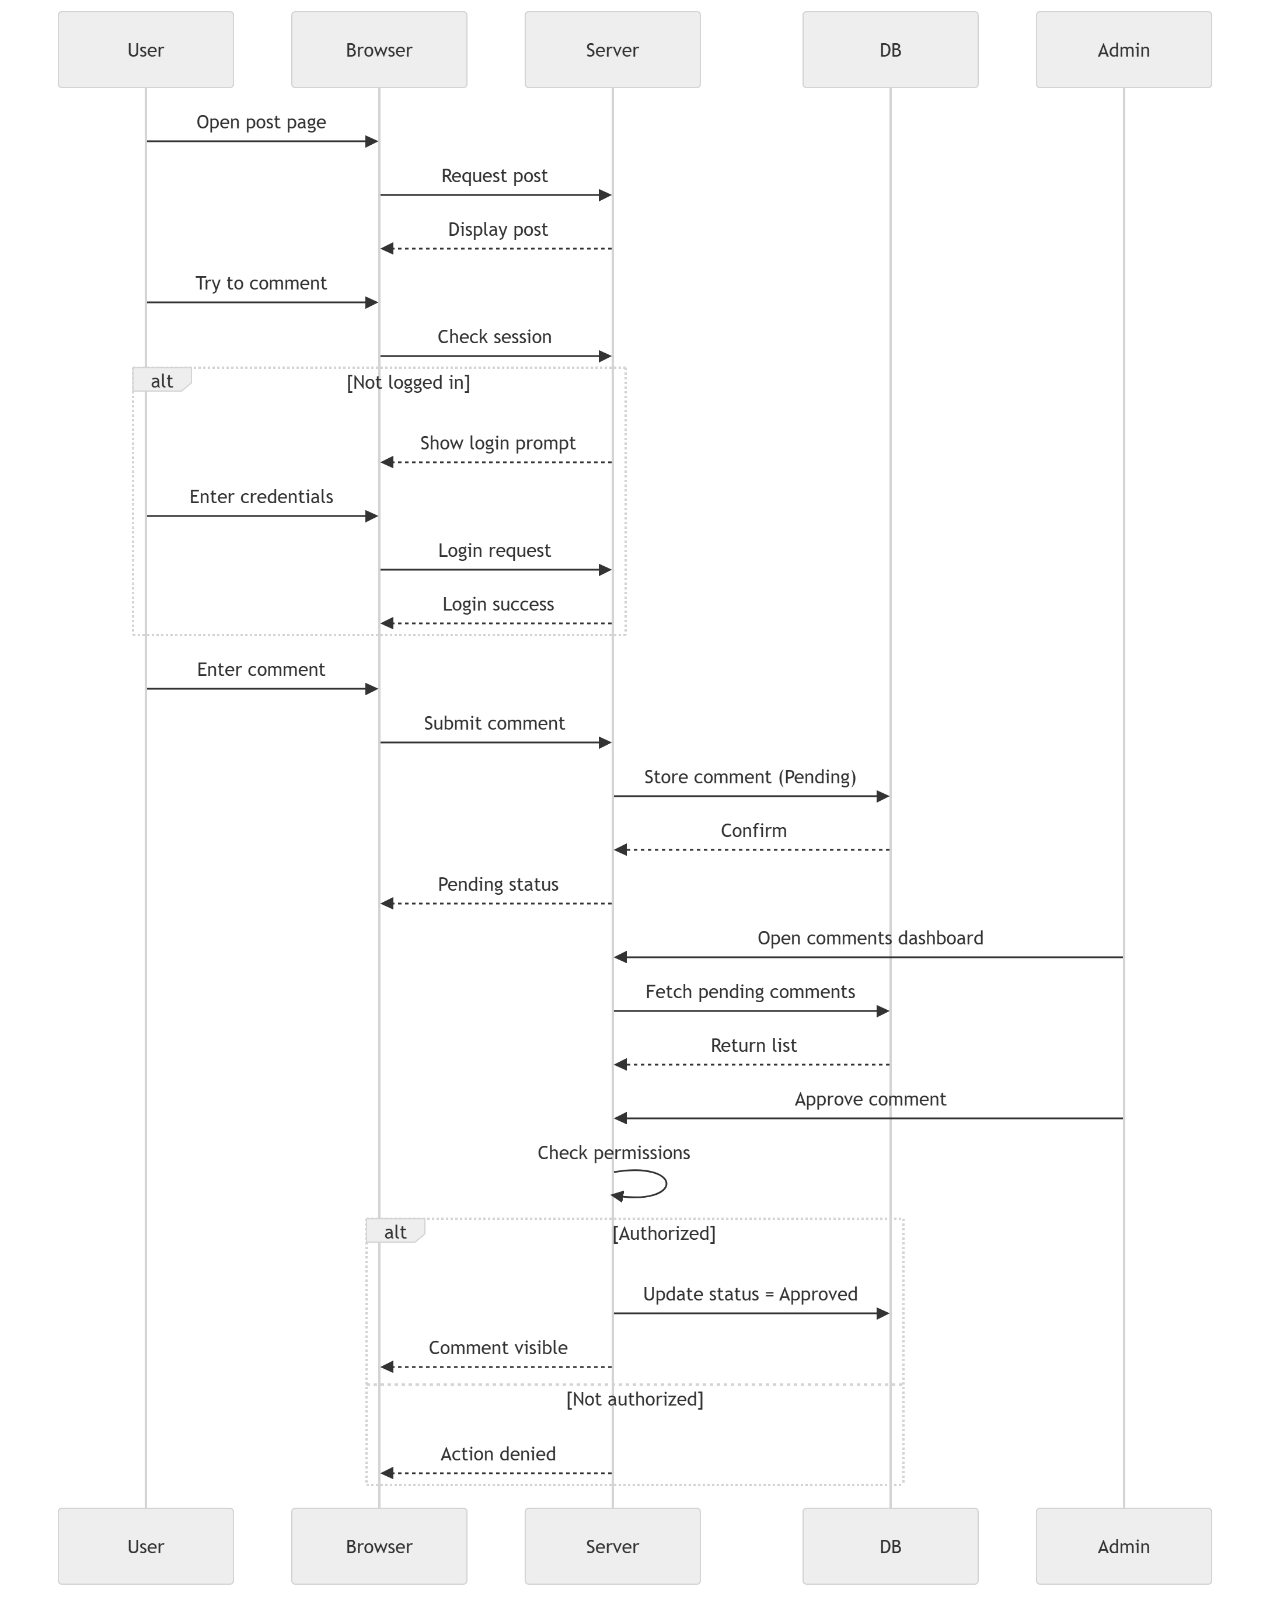 User
Browser
Server
DB
Admin
Open post page
Request post
Display post
Try to comment
Check session
alt
[Not logged in]
Show login prompt
Enter credentials
Login request
Login success
Enter comment
Submit comment
Store comment (Pending)
Confirm
Pending status
Open comments dashboard
Fetch pending comments
Return list
Approve comment
Check permissions
alt
[Authorized]
Update status = Approved
Comment visible
[Not authorized]
Action denied
User
Browser
Server
DB
Admin